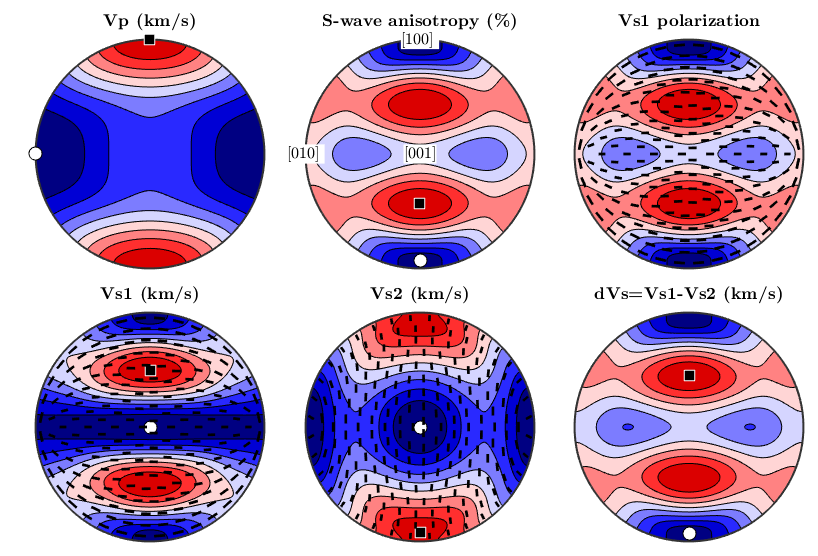 Vp (km/s)
S-wave anisotropy (%)
Vs1 polarization
[100]
[010]
[001]
Vs1 (km/s)
Vs2 (km/s)
dVs=Vs1-Vs2 (km/s)